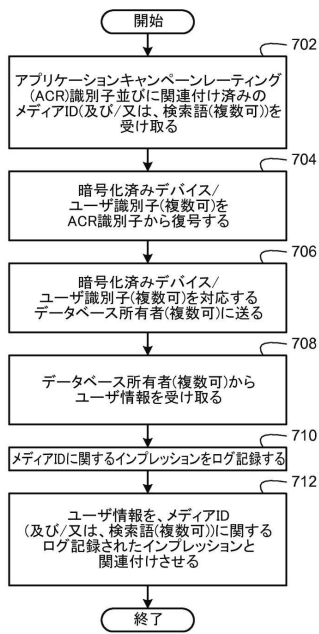 開始
702
アプリケーションキャンペーンレーティング
(ACR)識別子並びに関連付け済みの
メディアID(及び/又は、検索語(複数可))を
受け取る
704
暗号化済みデバイス/
ユーザ識別子(複数可)を
ACR識別子から復号する
706
暗号化済みデバイス/
ユーザ識別子(複数可)を対応する
データベース所有者(複数可)に送る
708
データベース所有者(複数可)から
ユーザ情報を受け取る
710
メディアIDに関するインプレッションをログ記録する
712
ユーザ情報を、メディアID
(及び/又は、検索語(複数可))に関する
ログ記録されたインプレッションと
関連付けさせる
終了